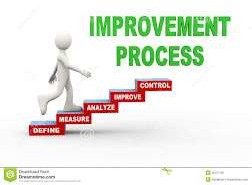 IMPROVEMENT
PROCESS
CONTROL
IMPROVE
ANALYZE
MEASURE
DEFINE